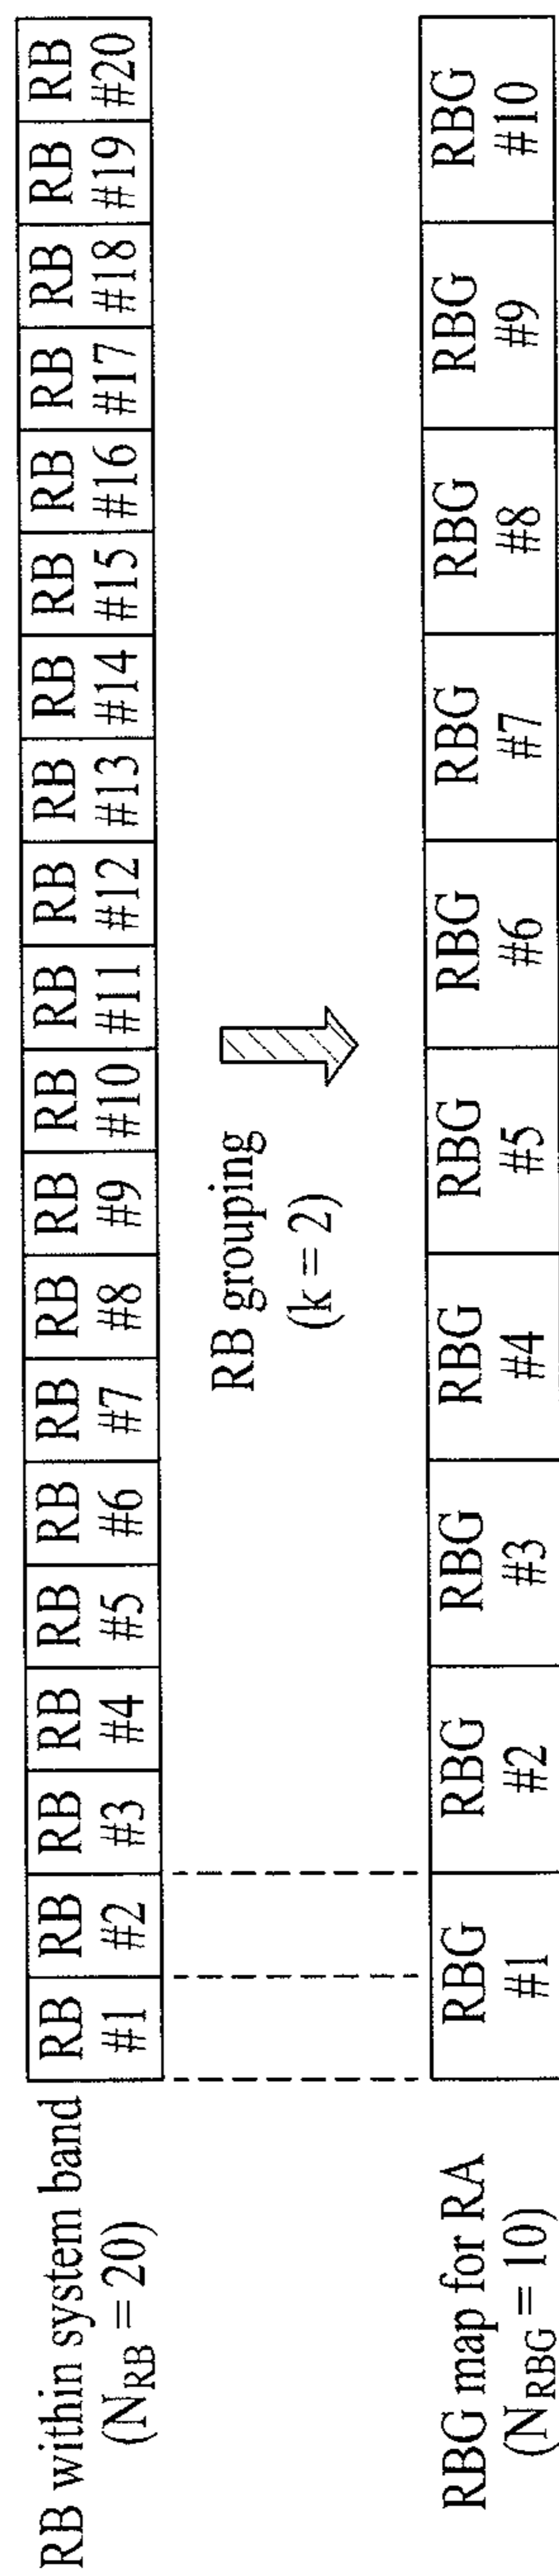 RB within system band
(N_RB = 20)
RB #1
RB #2
RB #3
RB #4
RB #5
RB #6
RB #7
RB #8
RB #9
RB #10
RB #11
RB #12
RB #13
RB #14
RB #15
RB #16
RB #17
RB #18
RB #19
RB #20
RB grouping
(k = 2)
RBG map for RA
(N_RBG = 10)
RBG #1
RBG #2
RBG #3
RBG #4
RBG #5
RBG #6
RBG #7
RBG #8
RBG #9
RBG #10